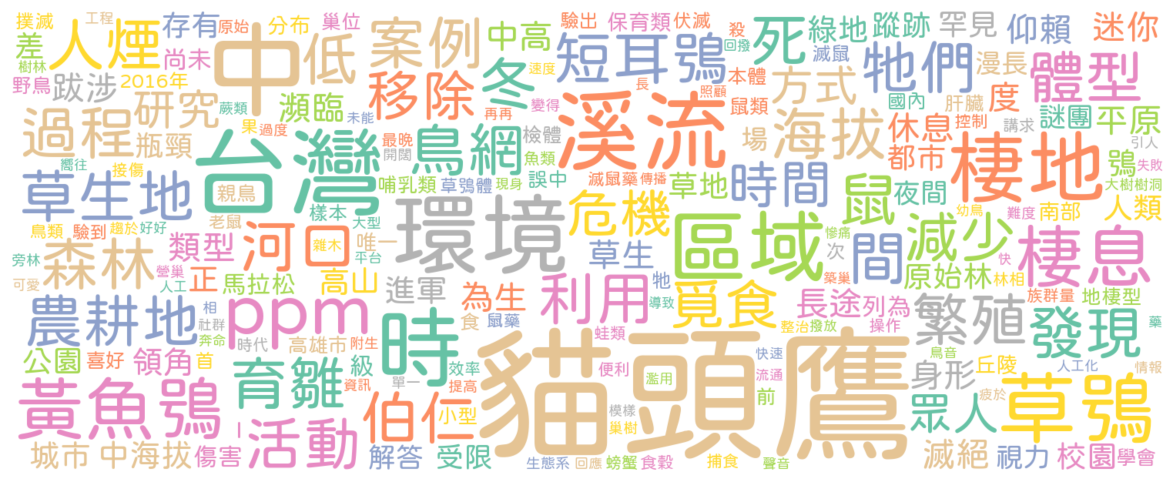 撲滅
工程
人煙
差
樹林
存有
原始
分布
巢位
尚未
野鳥
跋涉
2016年
中
低
案例
中高
驗出
保育類
伏滅
殺
回撥
死
綠地
蹤跡
罕見
仰賴
迷你
冬
速度
短耳鴞
滅鼠
本體
照顧
牠們
漫長
體型
移除
瀕臨
研究
過程
瓶頸
蕨類
果
過度
未能
再再
變得
長
鼠類
方式
國內
肝臟
度
控制
講求
謎團
平原
引人
最晚
開闊
鳥網
檢體
魚類
溪流
場
海拔
休息
都市
棲地
鴞
失敗
大樹樹洞
嚮往
接傷
台灣
親鳥
哺乳類
草鴞體
現身
誤中
滅鼠藥
傳播
草地
時間
鼠
夜間
幼鳥
難度
南部
人類
草生地
老鼠
樣本
大型
平台
環境
危機
區域
慘痛
鳥類
驗到
趨於
好好
類型
河口
雜木
唯一
草生
次
間
減少
棲息
旁林
森林
營巢
人工
正
馬拉松
高山
進軍
為生
牠
導致
覓食
築巢
原始林
快
林相
族群量
地棲型
可愛
農耕地
相
ppm
時
食
鼠藥
利用
蛙類
整治
撥放
長途
列為
操作
繁殖
發現
藥
社群
奔命
時代
高雄市
附生
公園
喜好
領角
首
育雛
級
資訊
單一
效率
提高
便利
濫用
快速
流通
前
鳥音
身形
丘陵
人工化
情報
疲於
黃魚鴞
活動
伯仁
小型
模樣
巢樹
貓頭鷹
眾人
草鴞
城市
中海拔
傷害
解答
受限
生態系
回應
螃蟹
食穀
捕食
聲音
滅絕
視力
校園
學會